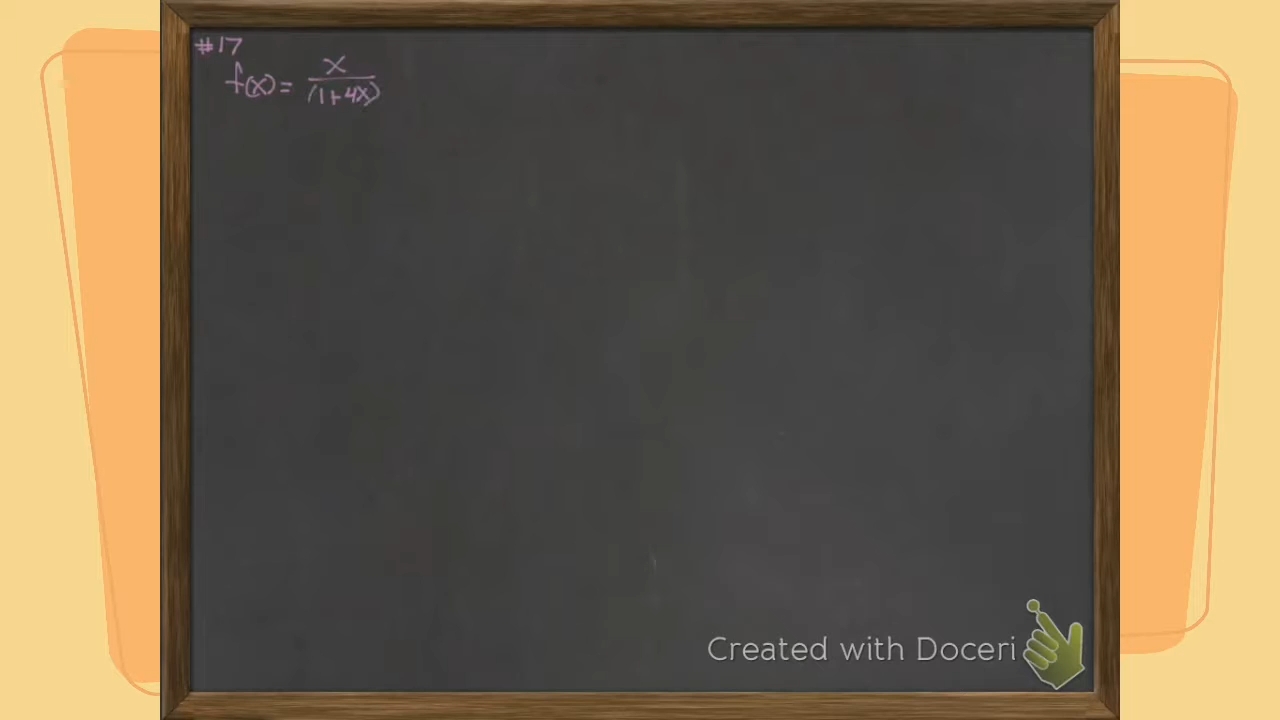 #17
f(x) = x/(1+4x)
Created with Doceri